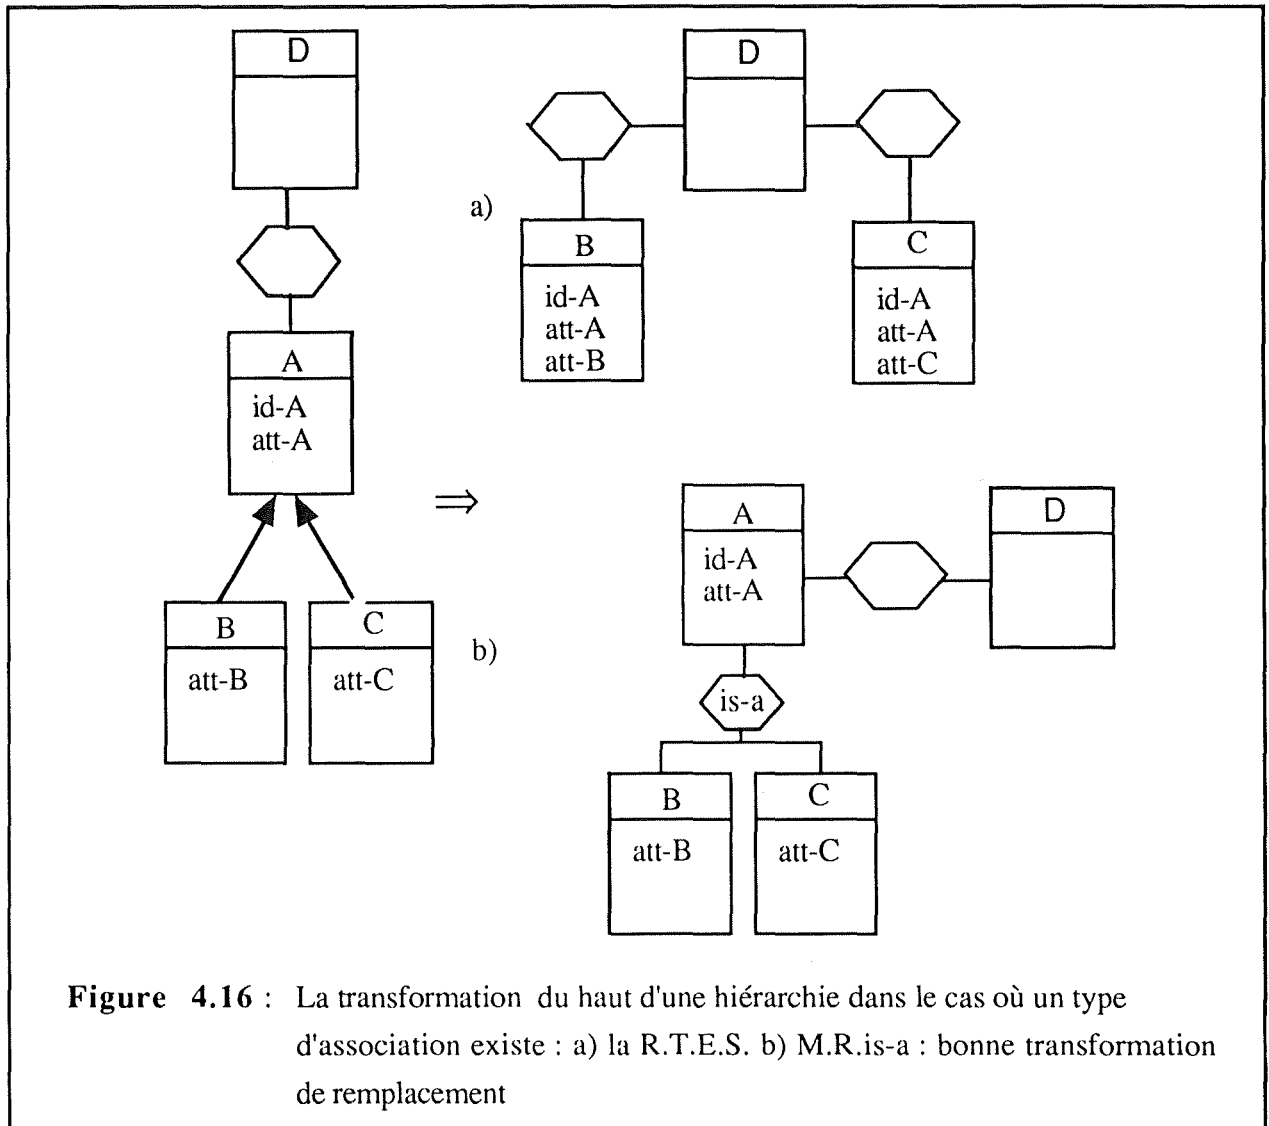 D
A
id-A
att-A
B
att-B
C
att-C
⇒
a)
D
B
id-A
att-A
att-B
C
id-A
att-A
att-C
b)
A
id-A
att-A
D
is-a
B
att-B
C
att-C
Figure 4.16 : La transformation du haut d'une hiérarchie dans le cas où un type
d'association existe : a) la R.T.E.S. b) M.R.is-a : bonne transformation
de remplacement